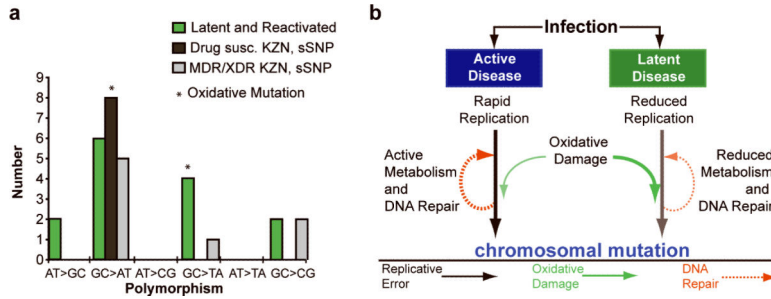 a
Latent and Reactivated
Drug susc. KZN, sSNP
MDR/XDR KZN, sSNP
* Oxidative Mutation
Number
9
8
7
6
5
4
3
2
1
0
*
*
AT>GC GC>AT AT>CG GC>TA AT>TA GC>CG
Polymorphism
b
Infection
Active
Disease
Latent
Disease
Rapid
Replication
Reduced
Replication
Oxidative
Damage
Active
Metabolism
and
DNA Repair
Reduced
Metabolism
and
DNA Repair
chromosomal mutation
Replicative
Error
Oxidative
Damage
DNA
Repair